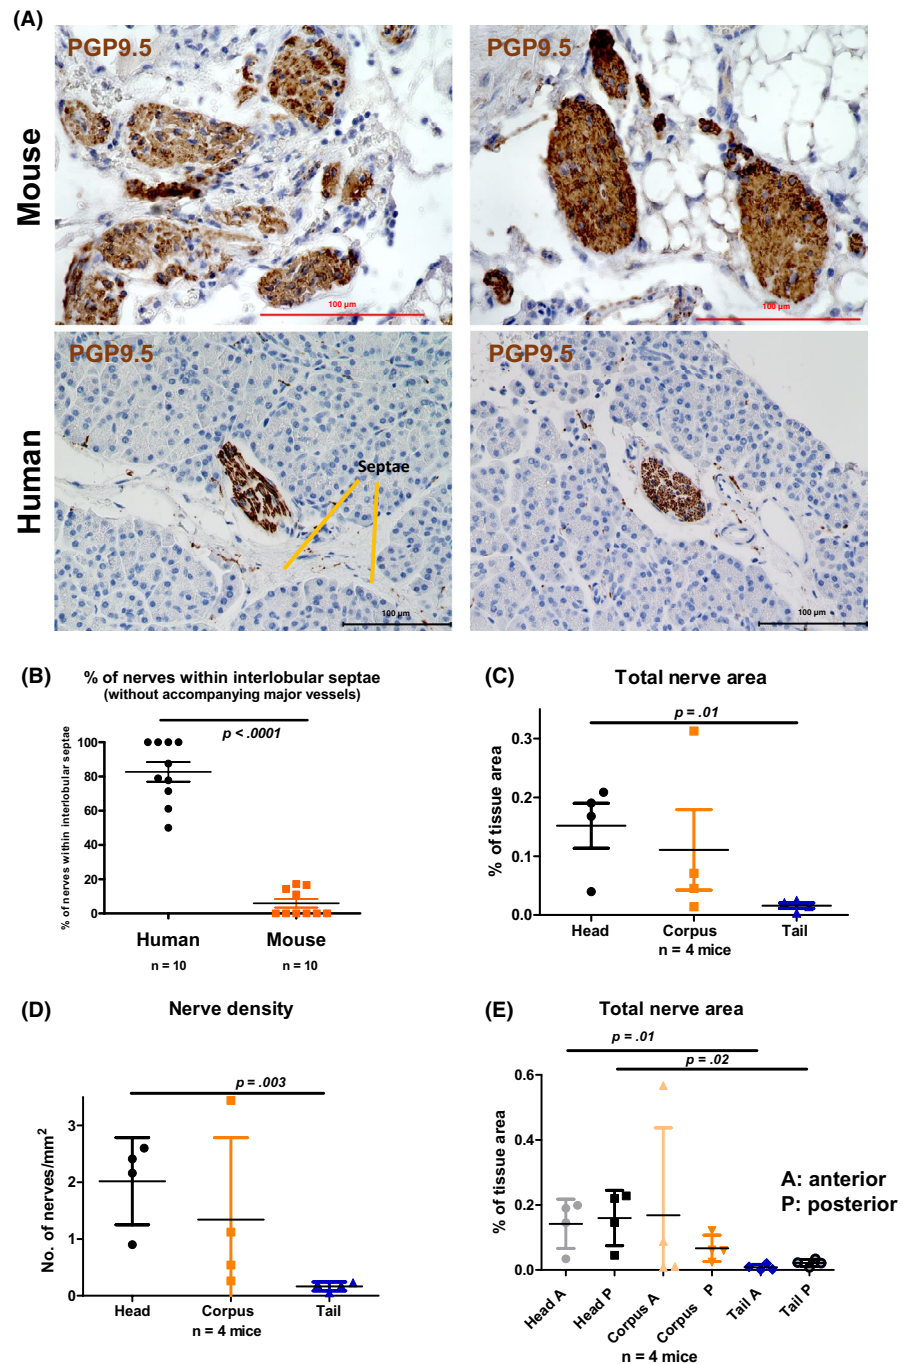 (A)
PGP9.5
PGP9.5
Mouse
100 µm
100 µm
PGP9.5
PGP9.5
Human
Septae
100 µm
100 µm
(B)
% of nerves within interlobular septae
(without accompanying major vessels)
p < .0001
% of nerves within interlobular septae
100
80
60
40
20
0
Human
Mouse
n = 10
n = 10
(C)
Total nerve area
p = .01
% of tissue area
0.3
0.2
0.1
0.0
Head
Corpus
Tail
n = 4 mice
(D)
Nerve density
p = .003
No. of nerves/mm²
3
2
1
0
Head
Corpus
Tail
n = 4 mice
(E)
Total nerve area
p = .01
p = .02
% of tissue area
0.6
0.4
0.2
0.0
A: anterior
P: posterior
Head A
Head P
Corpus A
Corpus P
Tail A
Tail P
n = 4 mice